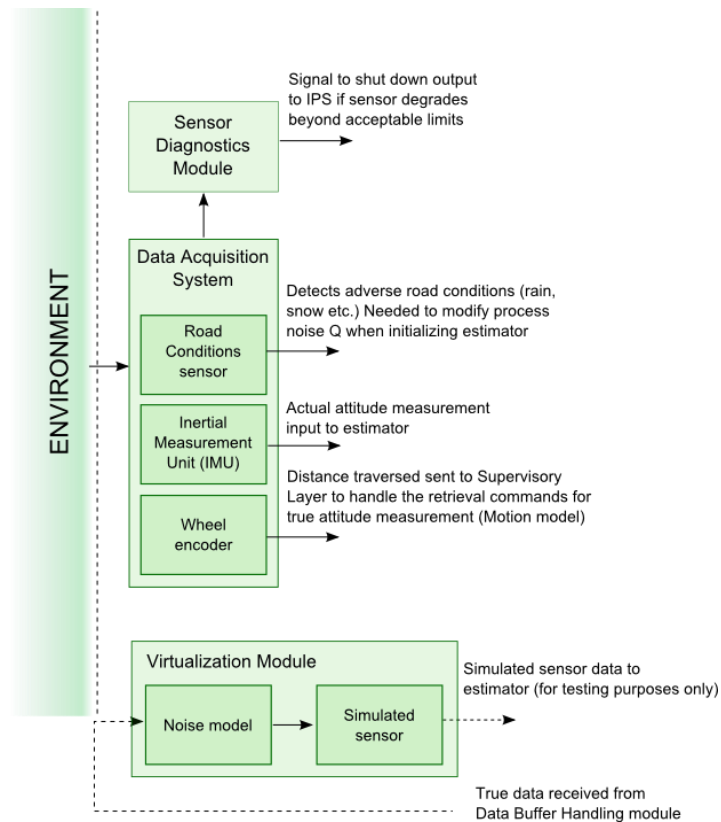 Signal to shut down output
to IPS if sensor degrades
beyond acceptable limits
Sensor
Diagnostics
Module
ENVIRONMENT
Data Acquisition
System
Detects adverse road conditions (rain,
snow etc.) Needed to modify process
noise Q when initializing estimator
Road
Conditions
sensor
Actual attitude measurement
input to estimator
Inertial
Measurement
Unit (IMU)
Distance traversed sent to Supervisory
Layer to handle the retrieval commands for
true attitude measurement (Motion model)
Wheel
encoder
Virtualization Module
Simulated sensor data to
estimator (for testing purposes only)
Noise model
Simulated
sensor
True data received from
Data Buffer Handling module